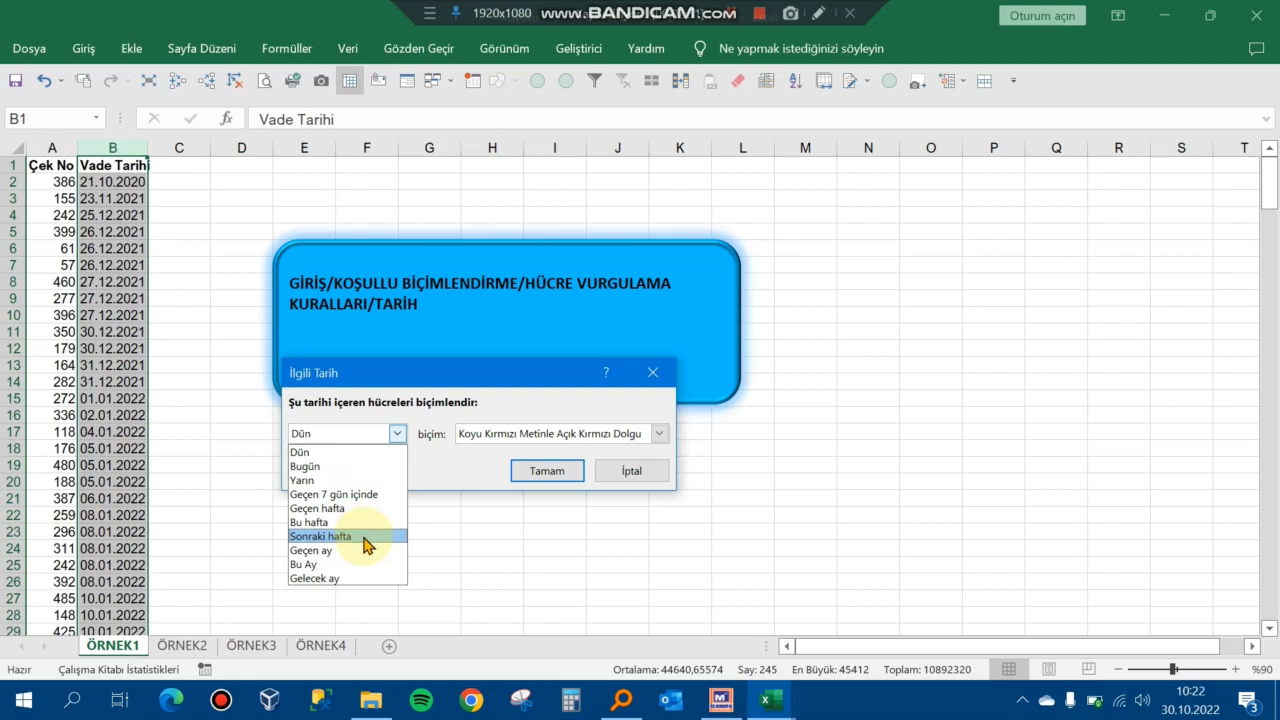 1920x1080
www.BANDICAM.com
Oturum açın
Dosya Giriş Ekle Sayfa Düzeni Formüller Veri Gözden Geçir Görünüm Geliştirici Yardım Ne yapmak istediğinizi söyleyin
B1 fx Vade Tarihi
A B C D E F G H I J K L M N O P Q R S T
1 Çek No Vade Tarihi
2 386 21.10.2020
3 155 23.11.2021
4 242 25.12.2021
5 399 26.12.2021
6 61 26.12.2021
7 57 26.12.2021
8 460 27.12.2021
9 277 27.12.2021
10 396 27.12.2021
11 350 30.12.2021
12 179 30.12.2021
13 164 31.12.2021
14 282 31.12.2021
15 272 01.01.2022
16 336 02.01.2022
17 118 04.01.2022
18 176 05.01.2022
19 480 05.01.2022
20 188 05.01.2022
21 387 06.01.2022
22 259 08.01.2022
23 296 08.01.2022
24 311 08.01.2022
25 242 08.01.2022
26 392 08.01.2022
27 485 10.01.2022
28 148 10.01.2022
29 425 10.01.2022
GİRİŞ/KOŞULLU BİÇİMLENDİRME/HÜCRE VURGULAMA
KURALLARI/TARİH
İlgili Tarih ?
Şu tarihi içeren hücreleri biçimlendir:
Dün biçim: Koyu Kırmızı Metinle Açık Kırmızı Dolgu
Dün
Bugün
Yarın
Geçen 7 gün içinde
Geçen hafta
Bu hafta
Sonraki hafta
Geçen ay
Bu Ay
Gelecek ay
Tamam İptal
ÖRNEK1 ÖRNEK2 ÖRNEK3 ÖRNEK4
Hazır Çalışma Kitabı İstatistikleri Ortalama: 44640,65574 Say: 245 En Büyük: 45412 Toplam: 10892320 %90
10:22
30.10.2022
3